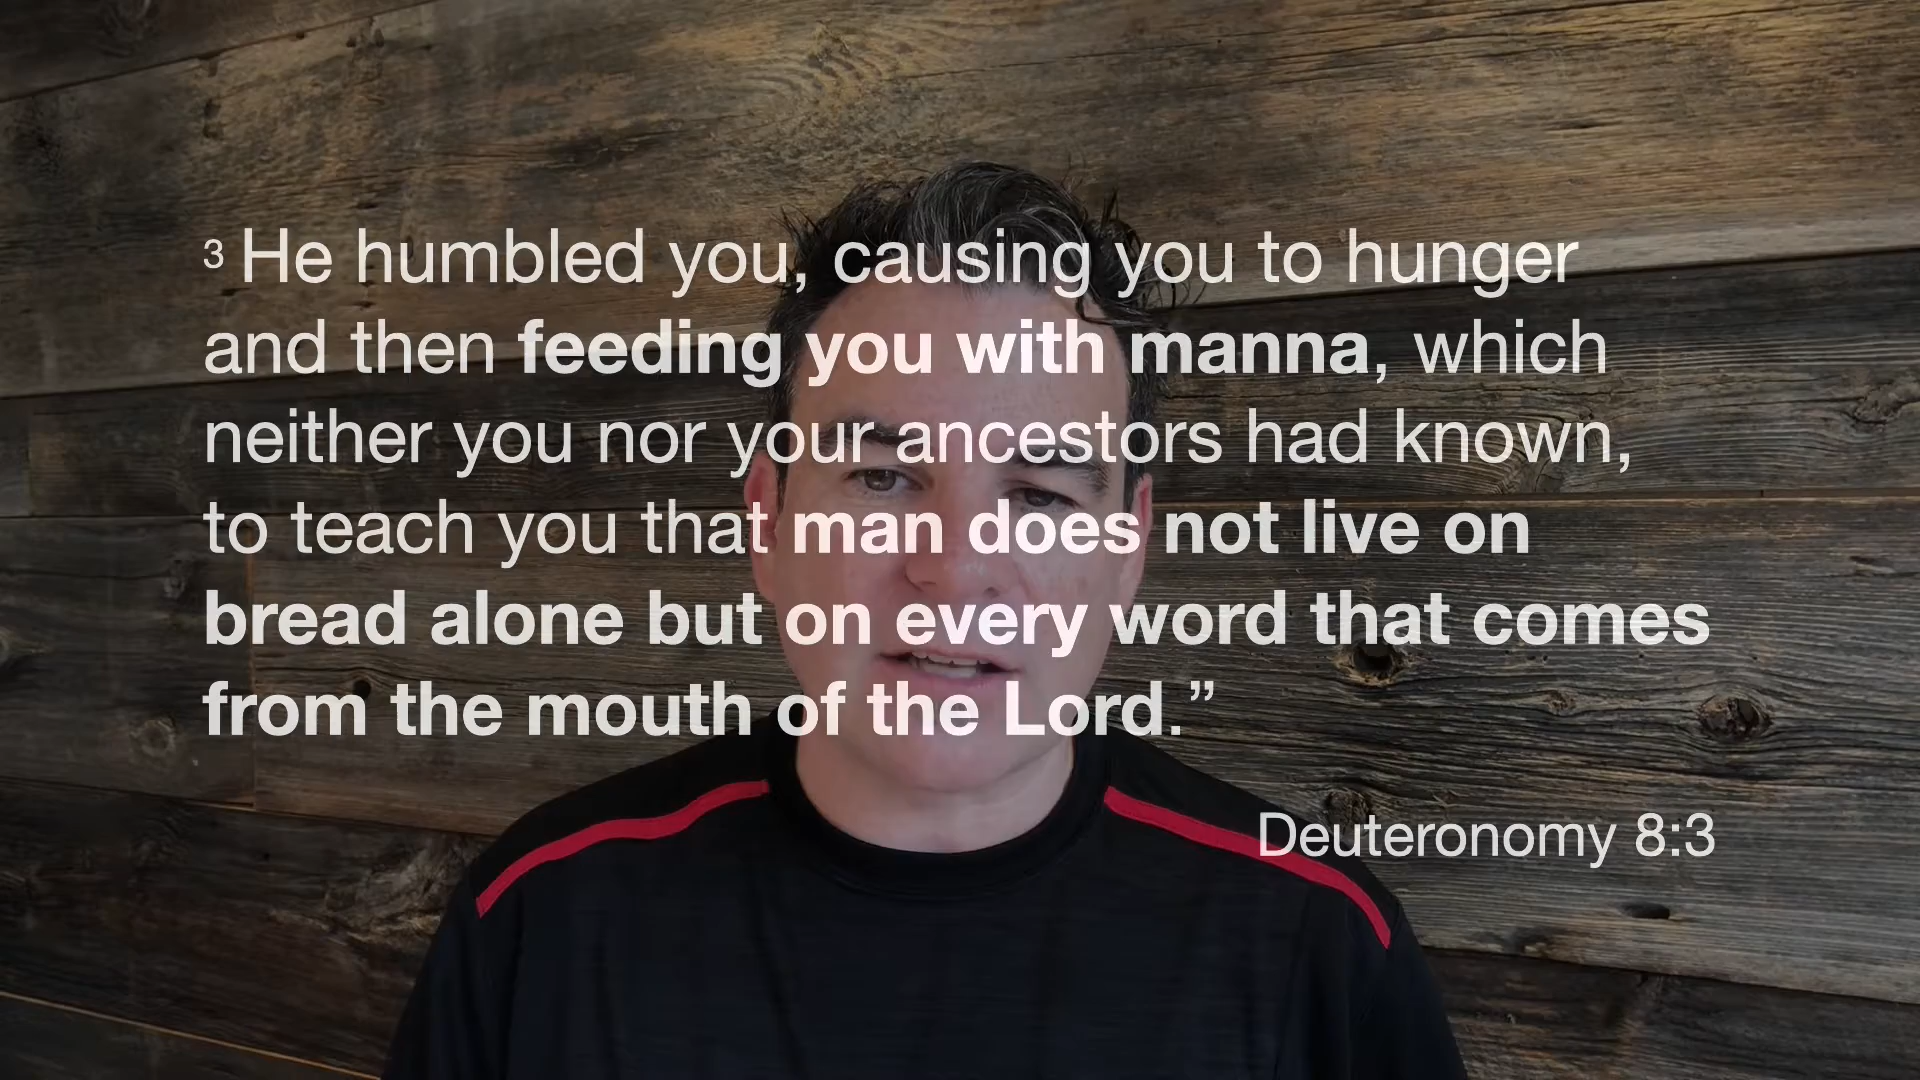 3 He humbled you, causing you to hunger
and then feeding you with manna, which
neither you nor your ancestors had known,
to teach you that man does not live on
bread alone but on every word that comes
from the mouth of the Lord.”
Deuteronomy 8:3